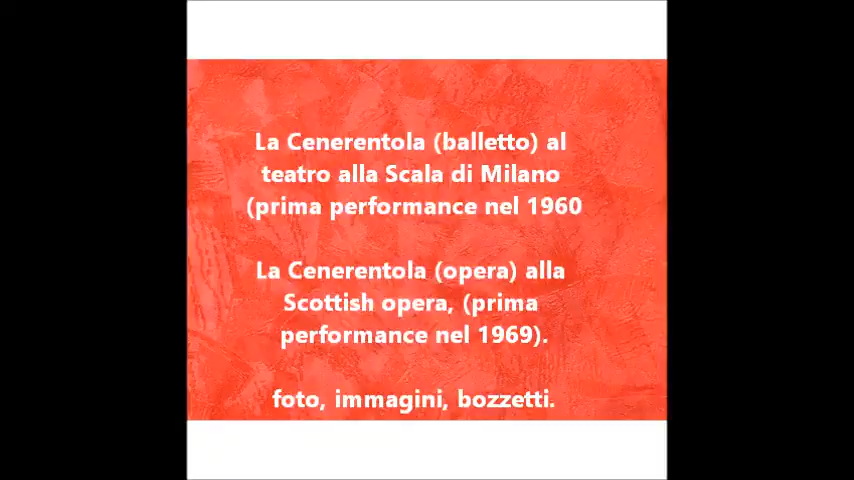 La Cenerentola (balletto) al
teatro alla Scala di Milano
(prima performance nel 1960
La Cenerentola (opera) alla
Scottish opera, (prima
performance nel 1969).
foto, immagini, bozzetti.